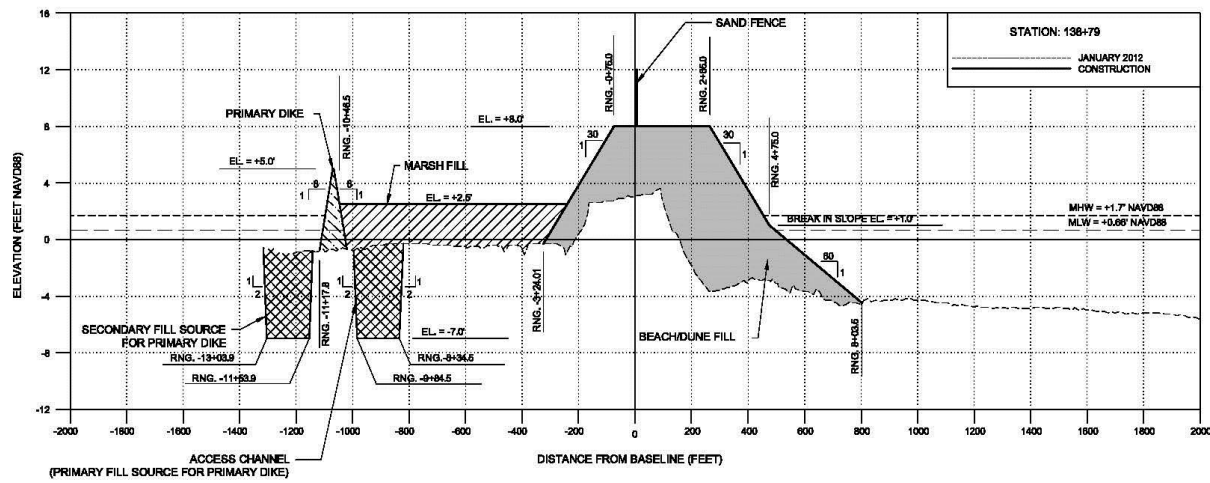 SAND FENCE
STATION: 138+79
JANUARY 2012
CONSTRUCTION
PRIMARY DIKE
RNG. -10+46.5
RNG. -0+75.0
RNG. 2+65.0
EL. = +8.0'
30
1
30
1
RNG. 4+75.0
EL. = +5.0'
MARSH FILL
6
1
6
1
EL. = +2.5'
MHW = +1.7' NAVD88
BREAK IN SLOPE EL. = +1.0'
MLW = +0.66' NAVD88
60
1
1
2
1
2
1
2
1
2
RNG. -11+17.8
RNG. -3+24.01
SECONDARY FILL SOURCE
FOR PRIMARY DIKE
EL. = -7.0'
BEACH/DUNE FILL
RNG. 8+03.6
RNG. -13+03.9
RNG. -8+34.5
RNG. -11+53.9
RNG. -9+84.5
16
12
8
4
0
-4
-8
-12
ELEVATION (FEET NAVD88)
-2000 -1800 -1600 -1400 -1200 -1000 -800 -600 -400 -200 0 200 400 600 800 1000 1200 1400 1600 1800 2000
ACCESS CHANNEL
(PRIMARY FILL SOURCE FOR PRIMARY DIKE)
DISTANCE FROM BASELINE (FEET)